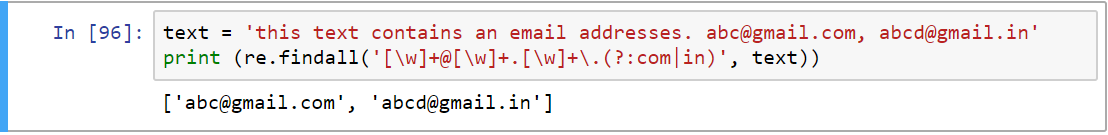 In [96]: text = 'this text contains an email addresses. abc@gmail.com, abcd@gmail.in'
print (re.findall('[\w]+@[\w]+.[\w]+\.(?:com|in)', text))
['abc@gmail.com', 'abcd@gmail.in']